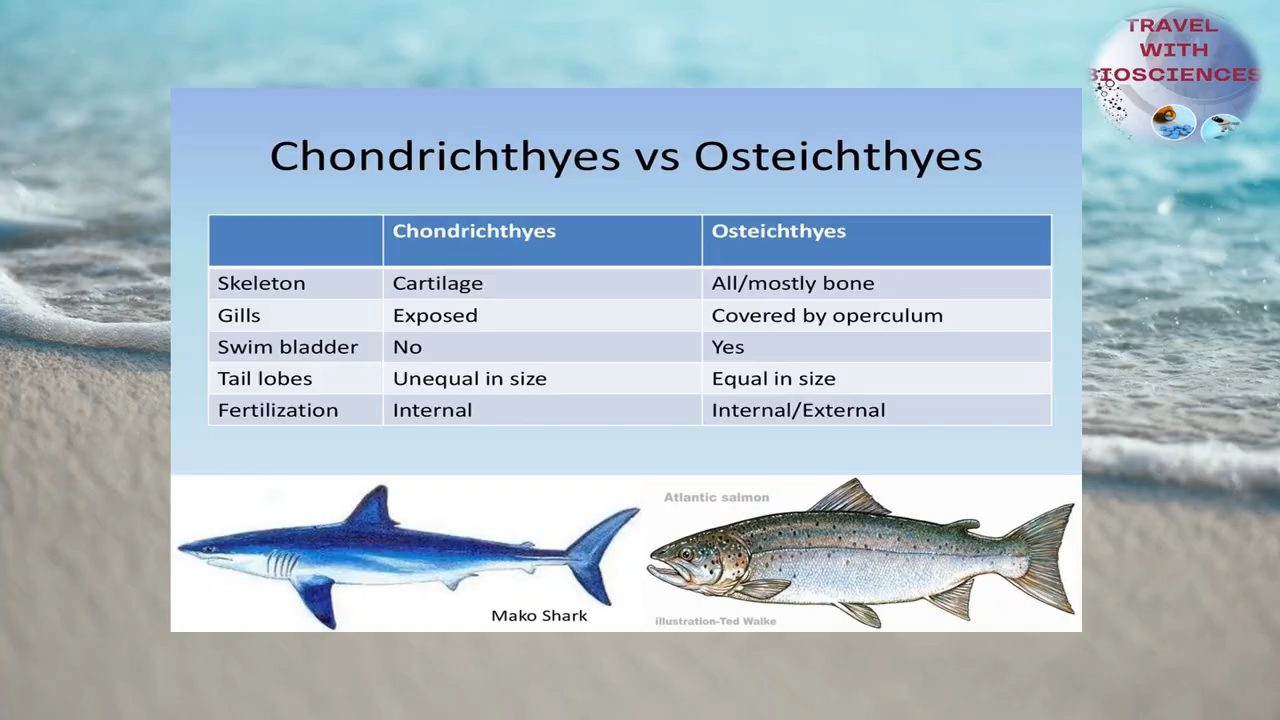 TRAVEL
WITH
BIOSCIENCES
Chondrichthyes vs Osteichthyes
Chondrichthyes Osteichthyes
Skeleton Cartilage All/mostly bone
Gills Exposed Covered by operculum
Swim bladder No Yes
Tail lobes Unequal in size Equal in size
Fertilization Internal Internal/External
Atlantic salmon
Mako Shark
illustration-Ted Walke